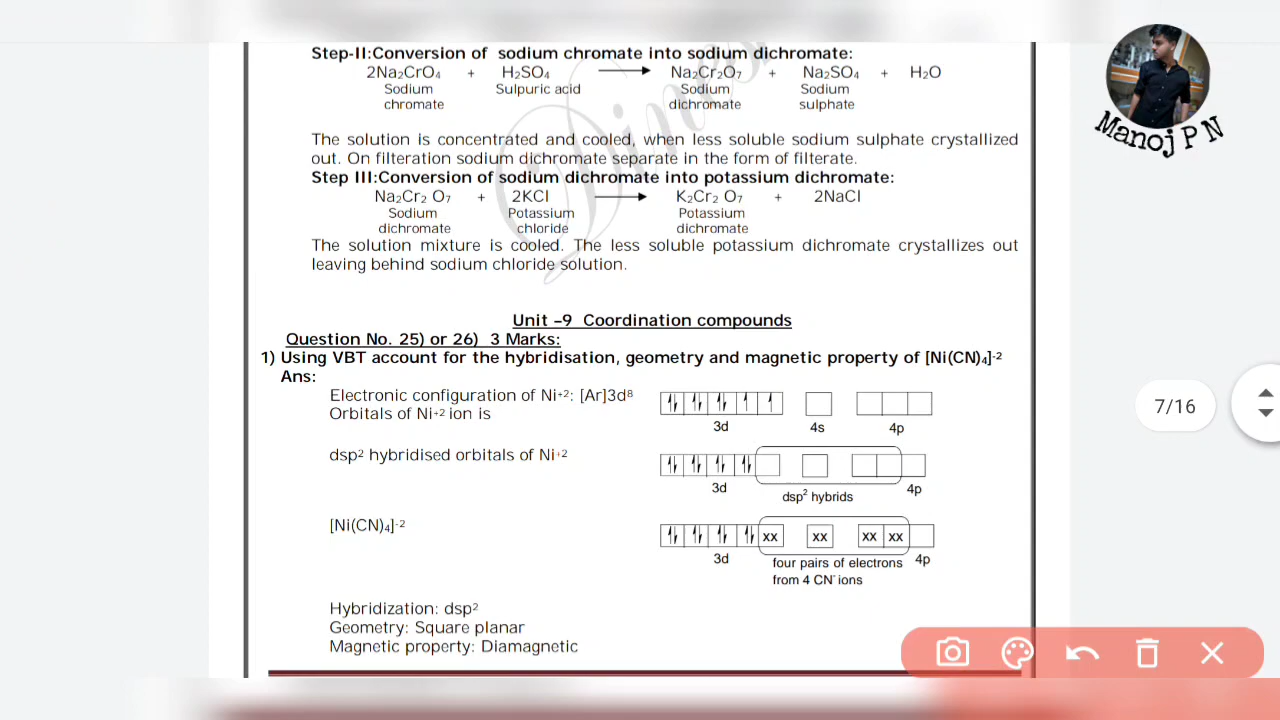 Step-II:Conversion of sodium chromate into sodium dichromate:
2Na₂CrO₄ + H₂SO₄ ⟶ Na₂Cr₂O₇ + Na₂SO₄ + H₂O
Sodium Sulpuric acid Sodium Sodium
chromate dichromate sulphate
The solution is concentrated and cooled, when less soluble sodium sulphate crystallized
out. On filteration sodium dichromate separate in the form of filterate.
Step III:Conversion of sodium dichromate into potassium dichromate:
Na₂Cr₂ O₇ + 2KCl ⟶ K₂Cr₂ O₇ + 2NaCl
Sodium Potassium Potassium
dichromate chloride dichromate
The solution mixture is cooled. The less soluble potassium dichromate crystallizes out
leaving behind sodium chloride solution.
Manoj P N
Unit –9 Coordination compounds
Question No. 25) or 26) 3 Marks:
1) Using VBT account for the hybridisation, geometry and magnetic property of [Ni(CN)₄]⁻²
Ans:
Electronic configuration of Ni⁺²: [Ar]3d⁸
Orbitals of Ni⁺² ion is
3d 4s 4p
dsp² hybridised orbitals of Ni⁺²
3d dsp² hybrids 4p
[Ni(CN)₄]⁻²
xx xx xx xx
3d four pairs of electrons 4p
from 4 CN⁻ ions
Hybridization: dsp²
Geometry: Square planar
Magnetic property: Diamagnetic
7/16